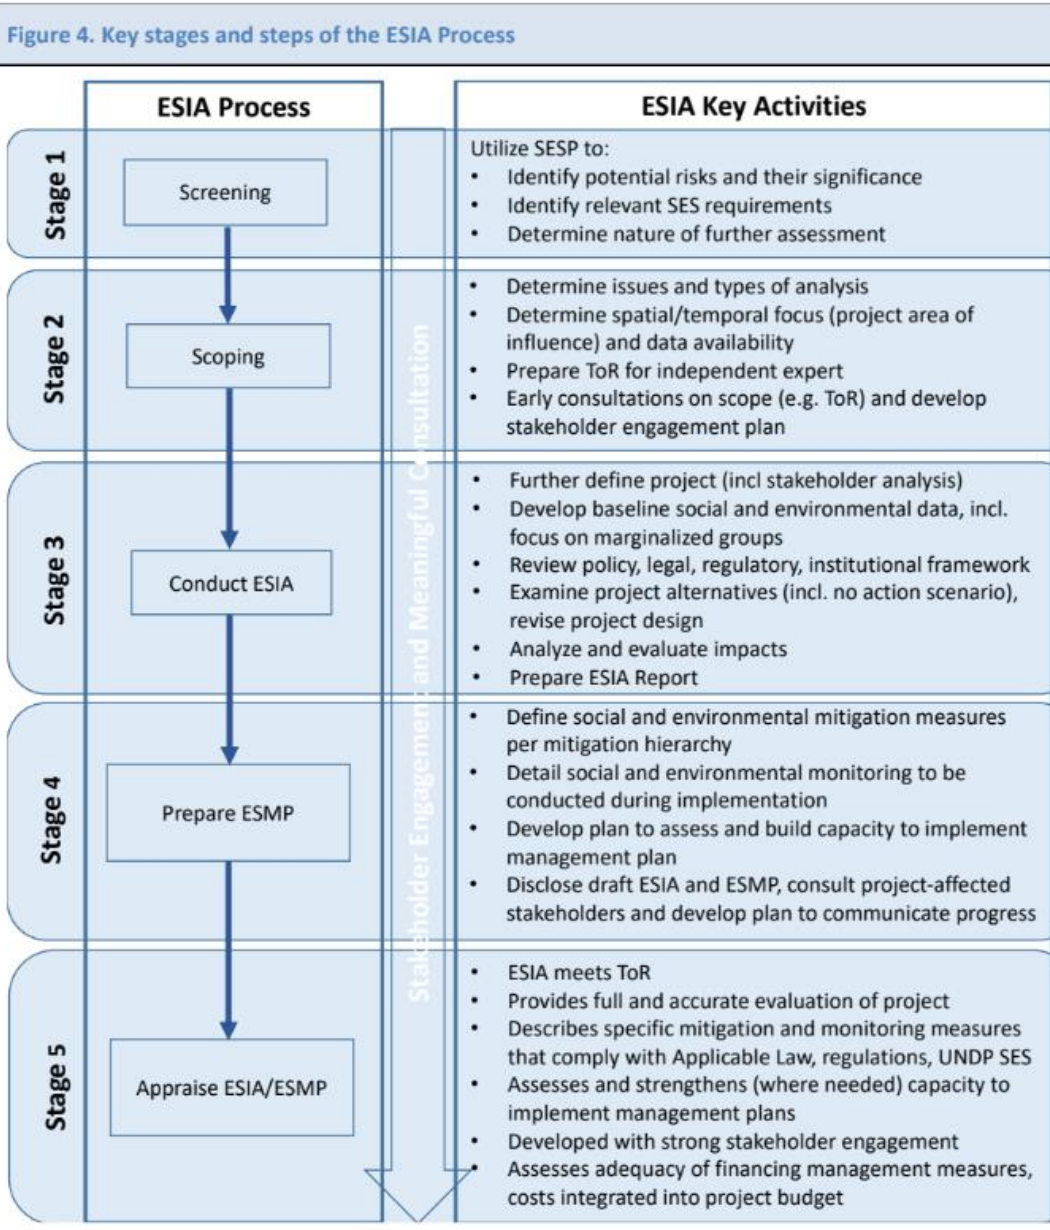 Figure 4. Key stages and steps of the ESIA Process
ESIA Process
ESIA Key Activities
Stage 1
Screening
Utilize SESP to:
• Identify potential risks and their significance
• Identify relevant SES requirements
• Determine nature of further assessment
Stage 2
Scoping
• Determine issues and types of analysis
• Determine spatial/temporal focus (project area of
influence) and data availability
• Prepare ToR for independent expert
• Early consultations on scope (e.g. ToR) and develop
stakeholder engagement plan
Stakeholder Engagement and Meaningful Consultation
Stage 3
Conduct ESIA
• Further define project (incl stakeholder analysis)
• Develop baseline social and environmental data, incl.
focus on marginalized groups
• Review policy, legal, regulatory, institutional framework
• Examine project alternatives (incl. no action scenario),
revise project design
• Analyze and evaluate impacts
• Prepare ESIA Report
Stage 4
Prepare ESMP
• Define social and environmental mitigation measures
per mitigation hierarchy
• Detail social and environmental monitoring to be
conducted during implementation
• Develop plan to assess and build capacity to implement
management plan
• Disclose draft ESIA and ESMP, consult project-affected
stakeholders and develop plan to communicate progress
Stage 5
Appraise ESIA/ESMP
• ESIA meets ToR
• Provides full and accurate evaluation of project
• Describes specific mitigation and monitoring measures
that comply with Applicable Law, regulations, UNDP SES
• Assesses and strengthens (where needed) capacity to
implement management plans
• Developed with strong stakeholder engagement
• Assesses adequacy of financing management measures,
costs integrated into project budget